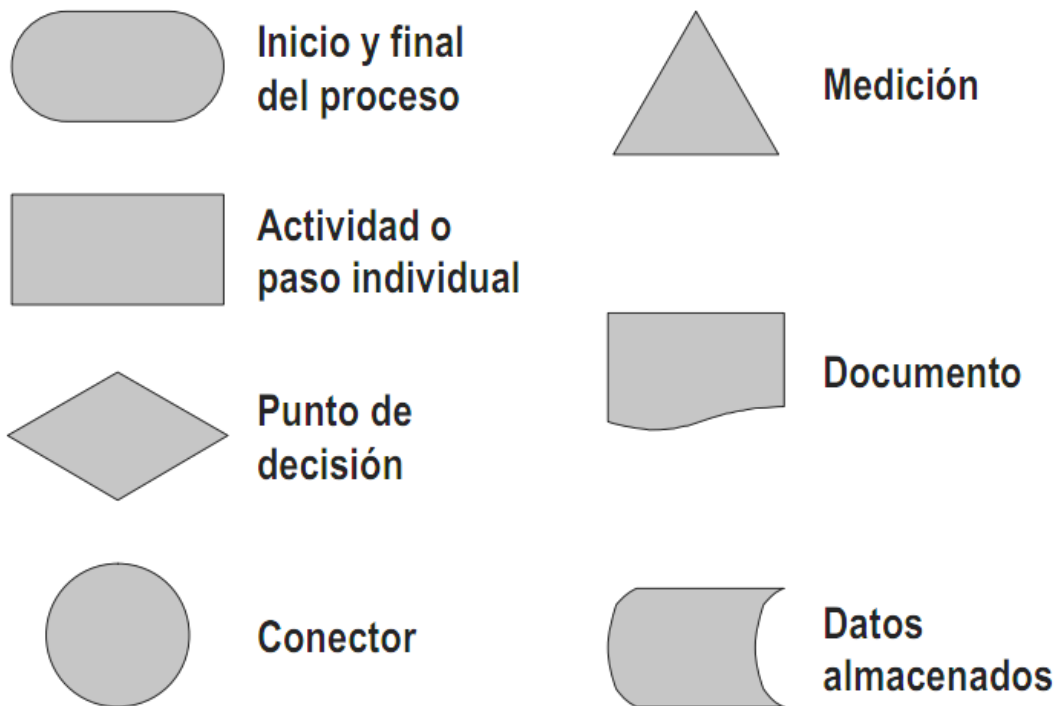 Inicio y final
del proceso
Actividad o
paso individual
Punto de
decisión
Conector
Medición
Documento
Datos
almacenados